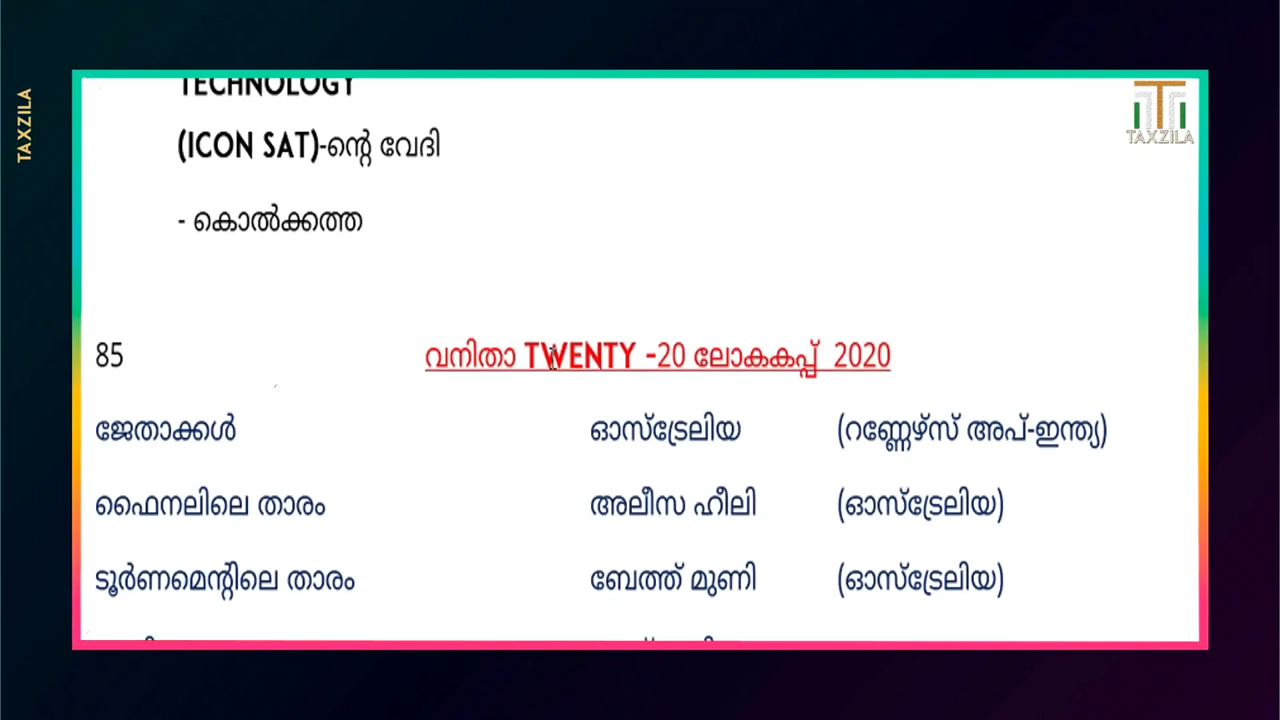 TAXZILA
TAXZILA
TECHNOLOGY
(ICON SAT)-ന്റെ വേദി
- കൊൽക്കത്ത
85 വനിതാ TWENTY -20 ലോകകപ്പ് 2020
ജേതാക്കൾ ഓസ്ട്രേലിയ (റണ്ണേഴ്സ് അപ്-ഇന്ത്യ)
ഫൈനലിലെ താരം അലീസ ഹീലി (ഓസ്ട്രേലിയ)
ടൂർണമെന്റിലെ താരം ബേത്ത് മുണി (ഓസ്ട്രേലിയ)